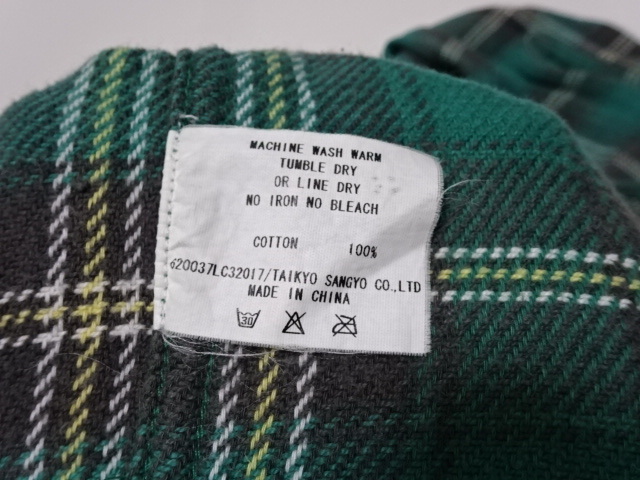 MACHINE WASH WARM
TUMBLE DRY
OR LINE DRY
NO IRON NO BLEACH
COTTON 100%
620037LC32017/TAIKYO SANGYO CO.,LTD
MADE IN CHINA
30